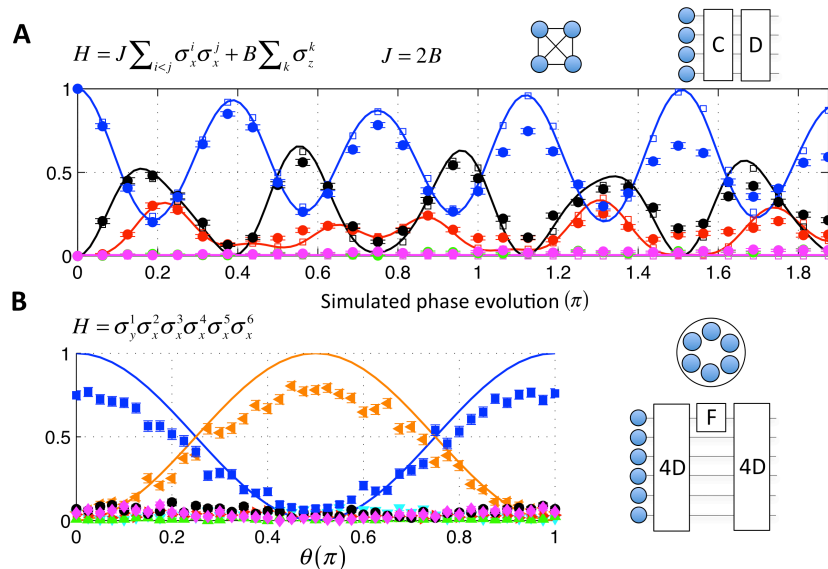 A
H = J∑_{i<j} σ_x^i σ_x^j + B∑_k σ_z^k
J = 2B
C D
1
0.5
0
0 0.2 0.4 0.6 0.8 1 1.2 1.4 1.6 1.8
Simulated phase evolution (π)
B
H = σ_y^1 σ_x^2 σ_x^3 σ_x^4 σ_x^5 σ_x^6
1
0.5
0
0 0.2 0.4 0.6 0.8 1
θ(π)
F
4D 4D